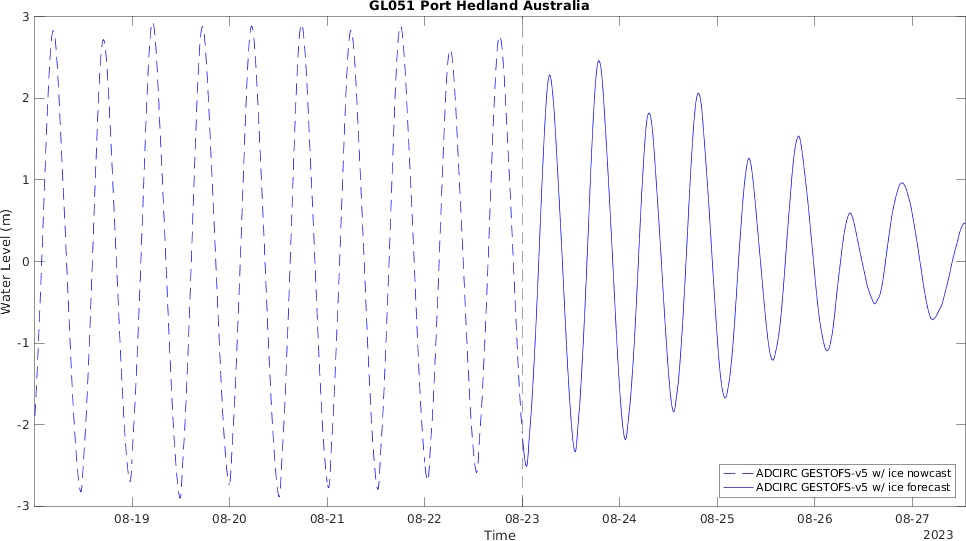 GL051 Port Hedland Australia
3
2
1
0
-1
-2
-3
Water Level (m)
08-19 08-20 08-21 08-22 08-23 08-24 08-25 08-26 08-27
Time
2023
ADCIRC GESTOFS-v5 w/ ice nowcast
ADCIRC GESTOFS-v5 w/ ice forecast